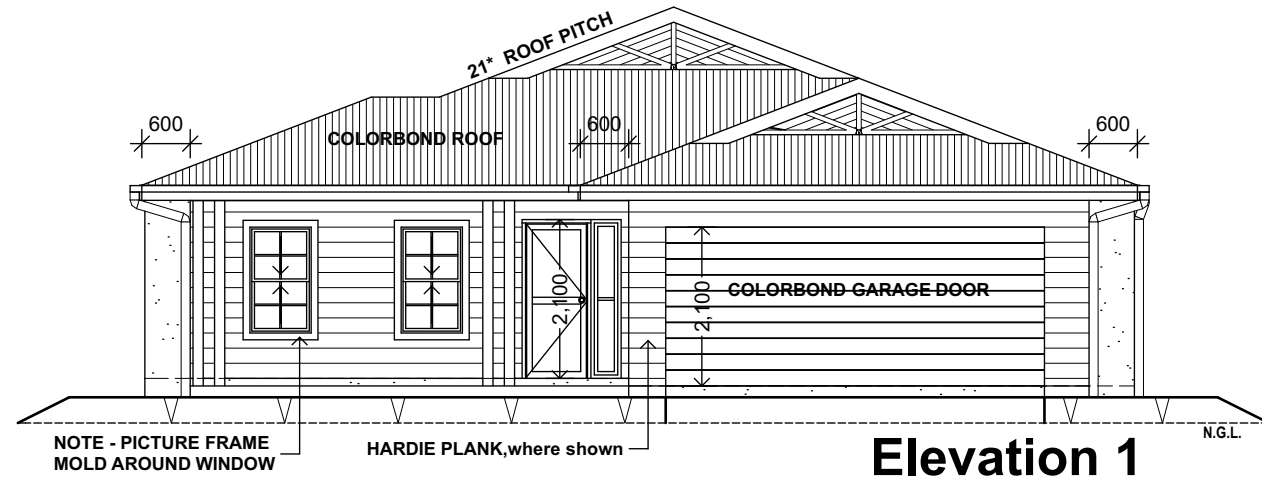 21* ROOF PITCH
600
600
600
COLORBOND ROOF
2,100
2,100
COLORBOND GARAGE DOOR
NOTE - PICTURE FRAME
MOLD AROUND WINDOW
HARDIE PLANK,where shown
N.G.L.
Elevation 1